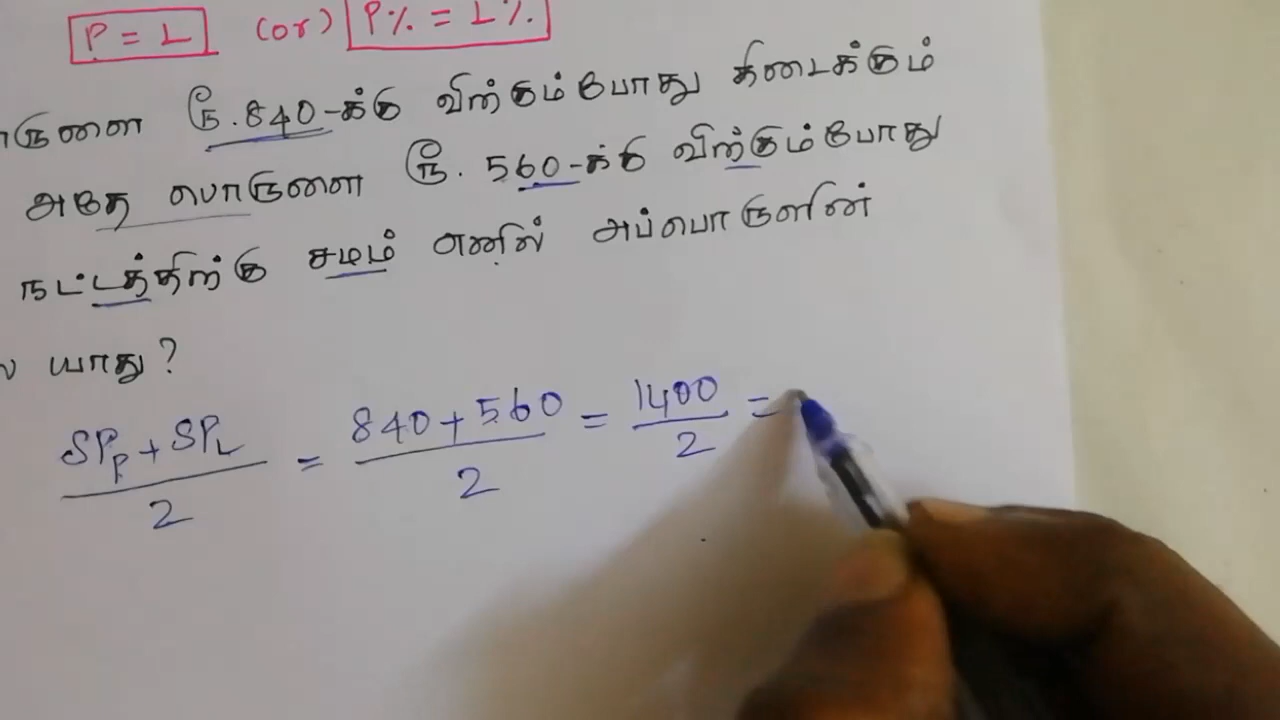 P = L (or) P% = L%
ரூ.840-க்கு விற்கும்போது கிடைக்கும்
அதே பொருளை ரூ. 560-க்கு விற்கும்போது
நட்டத்திற்கு சமம் எனில் அப்பொருளின்
யாது?
SPp + SPL / 2 = 840 + 560 / 2 = 1400 / 2 =